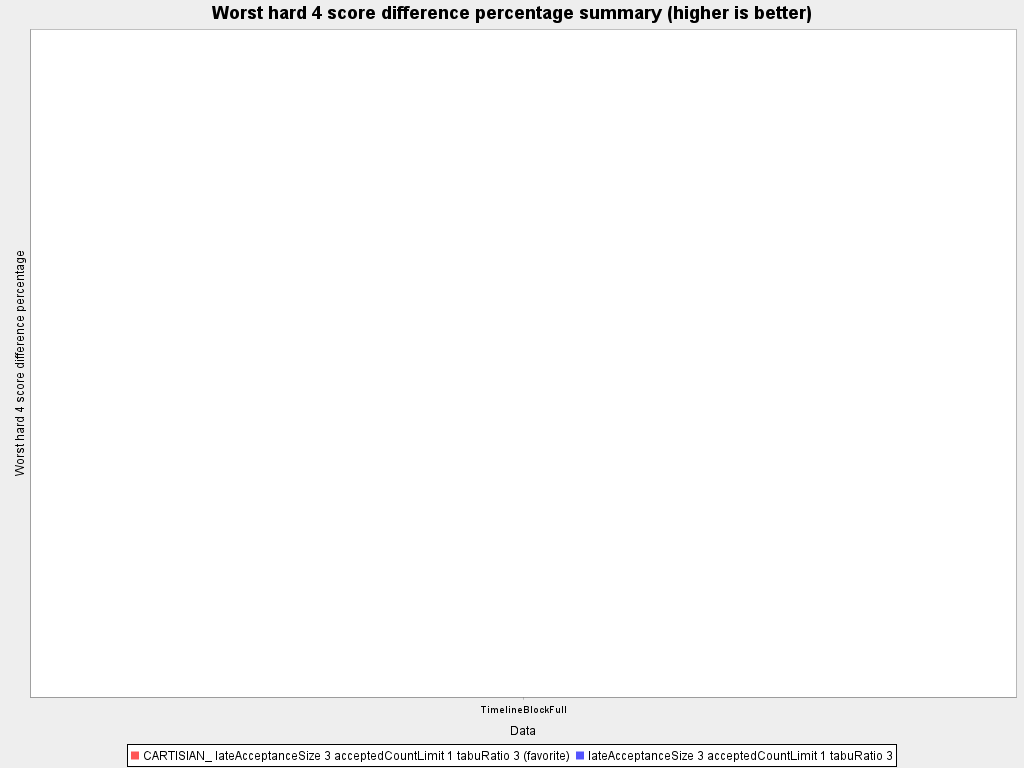 Worst hard 4 score difference percentage summary (higher is better)
Worst hard 4 score difference percentage
TimelineBlockFull
Data
CARTISIAN_ lateAcceptanceSize 3 acceptedCountLimit 1 tabuRatio 3 (favorite) lateAcceptanceSize 3 acceptedCountLimit 1 tabuRatio 3